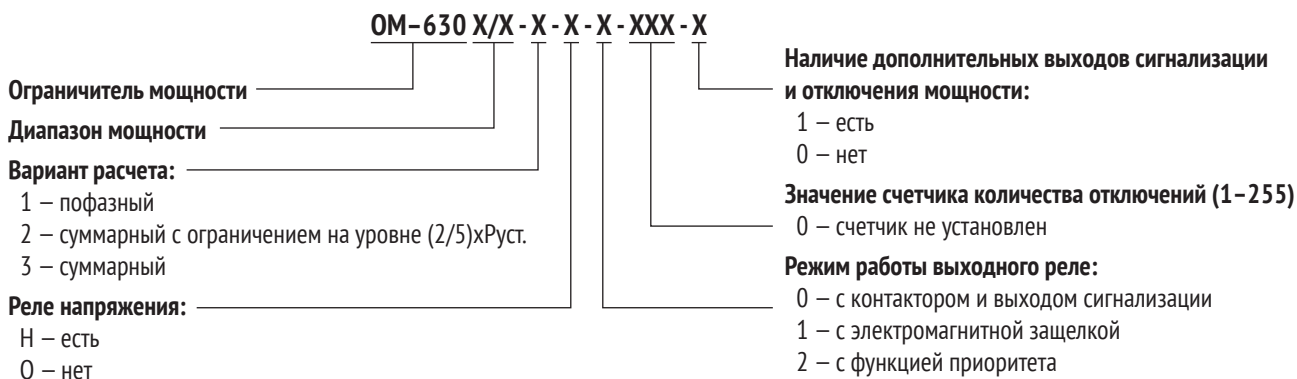 ОМ–630 Х/Х - Х - Х - Х - ХХХ - Х
Ограничитель мощности
Диапазон мощности
Вариант расчета:
1 — пофазный
2 — суммарный с ограничением на уровне (2/5)хРуст.
3 — суммарный
Реле напряжения:
Н — есть
О — нет
Наличие дополнительных выходов сигнализации
и отключения мощности:
1 — есть
0 — нет
Значение счетчика количества отключений (1–255)
0 — счетчик не установлен
Режим работы выходного реле:
0 — с контактором и выходом сигнализации
1 — с электромагнитной защелкой
2 — с функцией приоритета